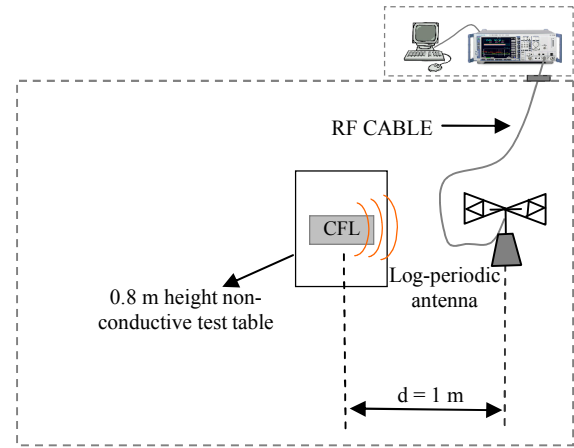 RF CABLE
CFL
Log-periodic
antenna
0.8 m height non-
conductive test table
d = 1 m